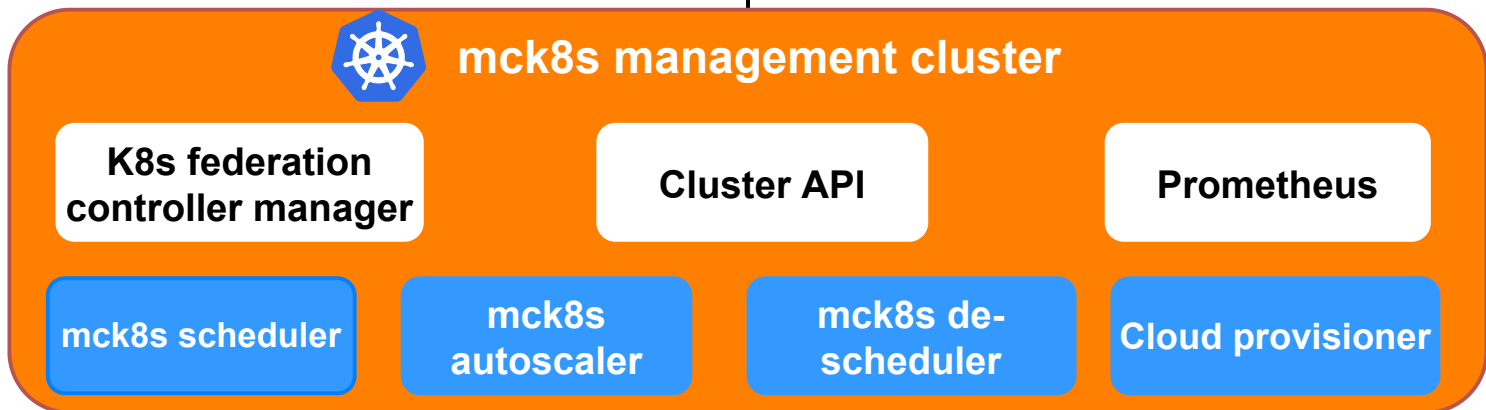 mck8s management cluster
K8s federation
controller manager
Cluster API
Prometheus
mck8s scheduler
mck8s
autoscaler
mck8s de-
scheduler
Cloud provisioner